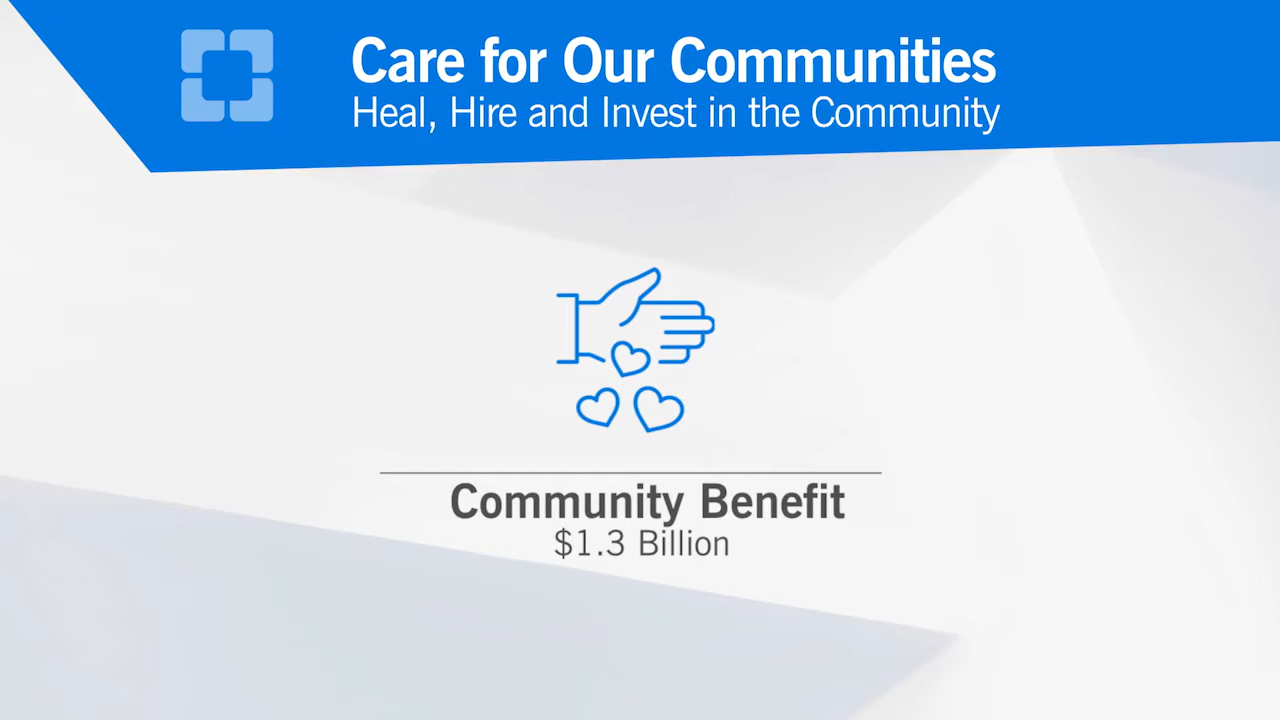 Care for Our Communities
Heal, Hire and Invest in the Community
Community Benefit
$1.3 Billion